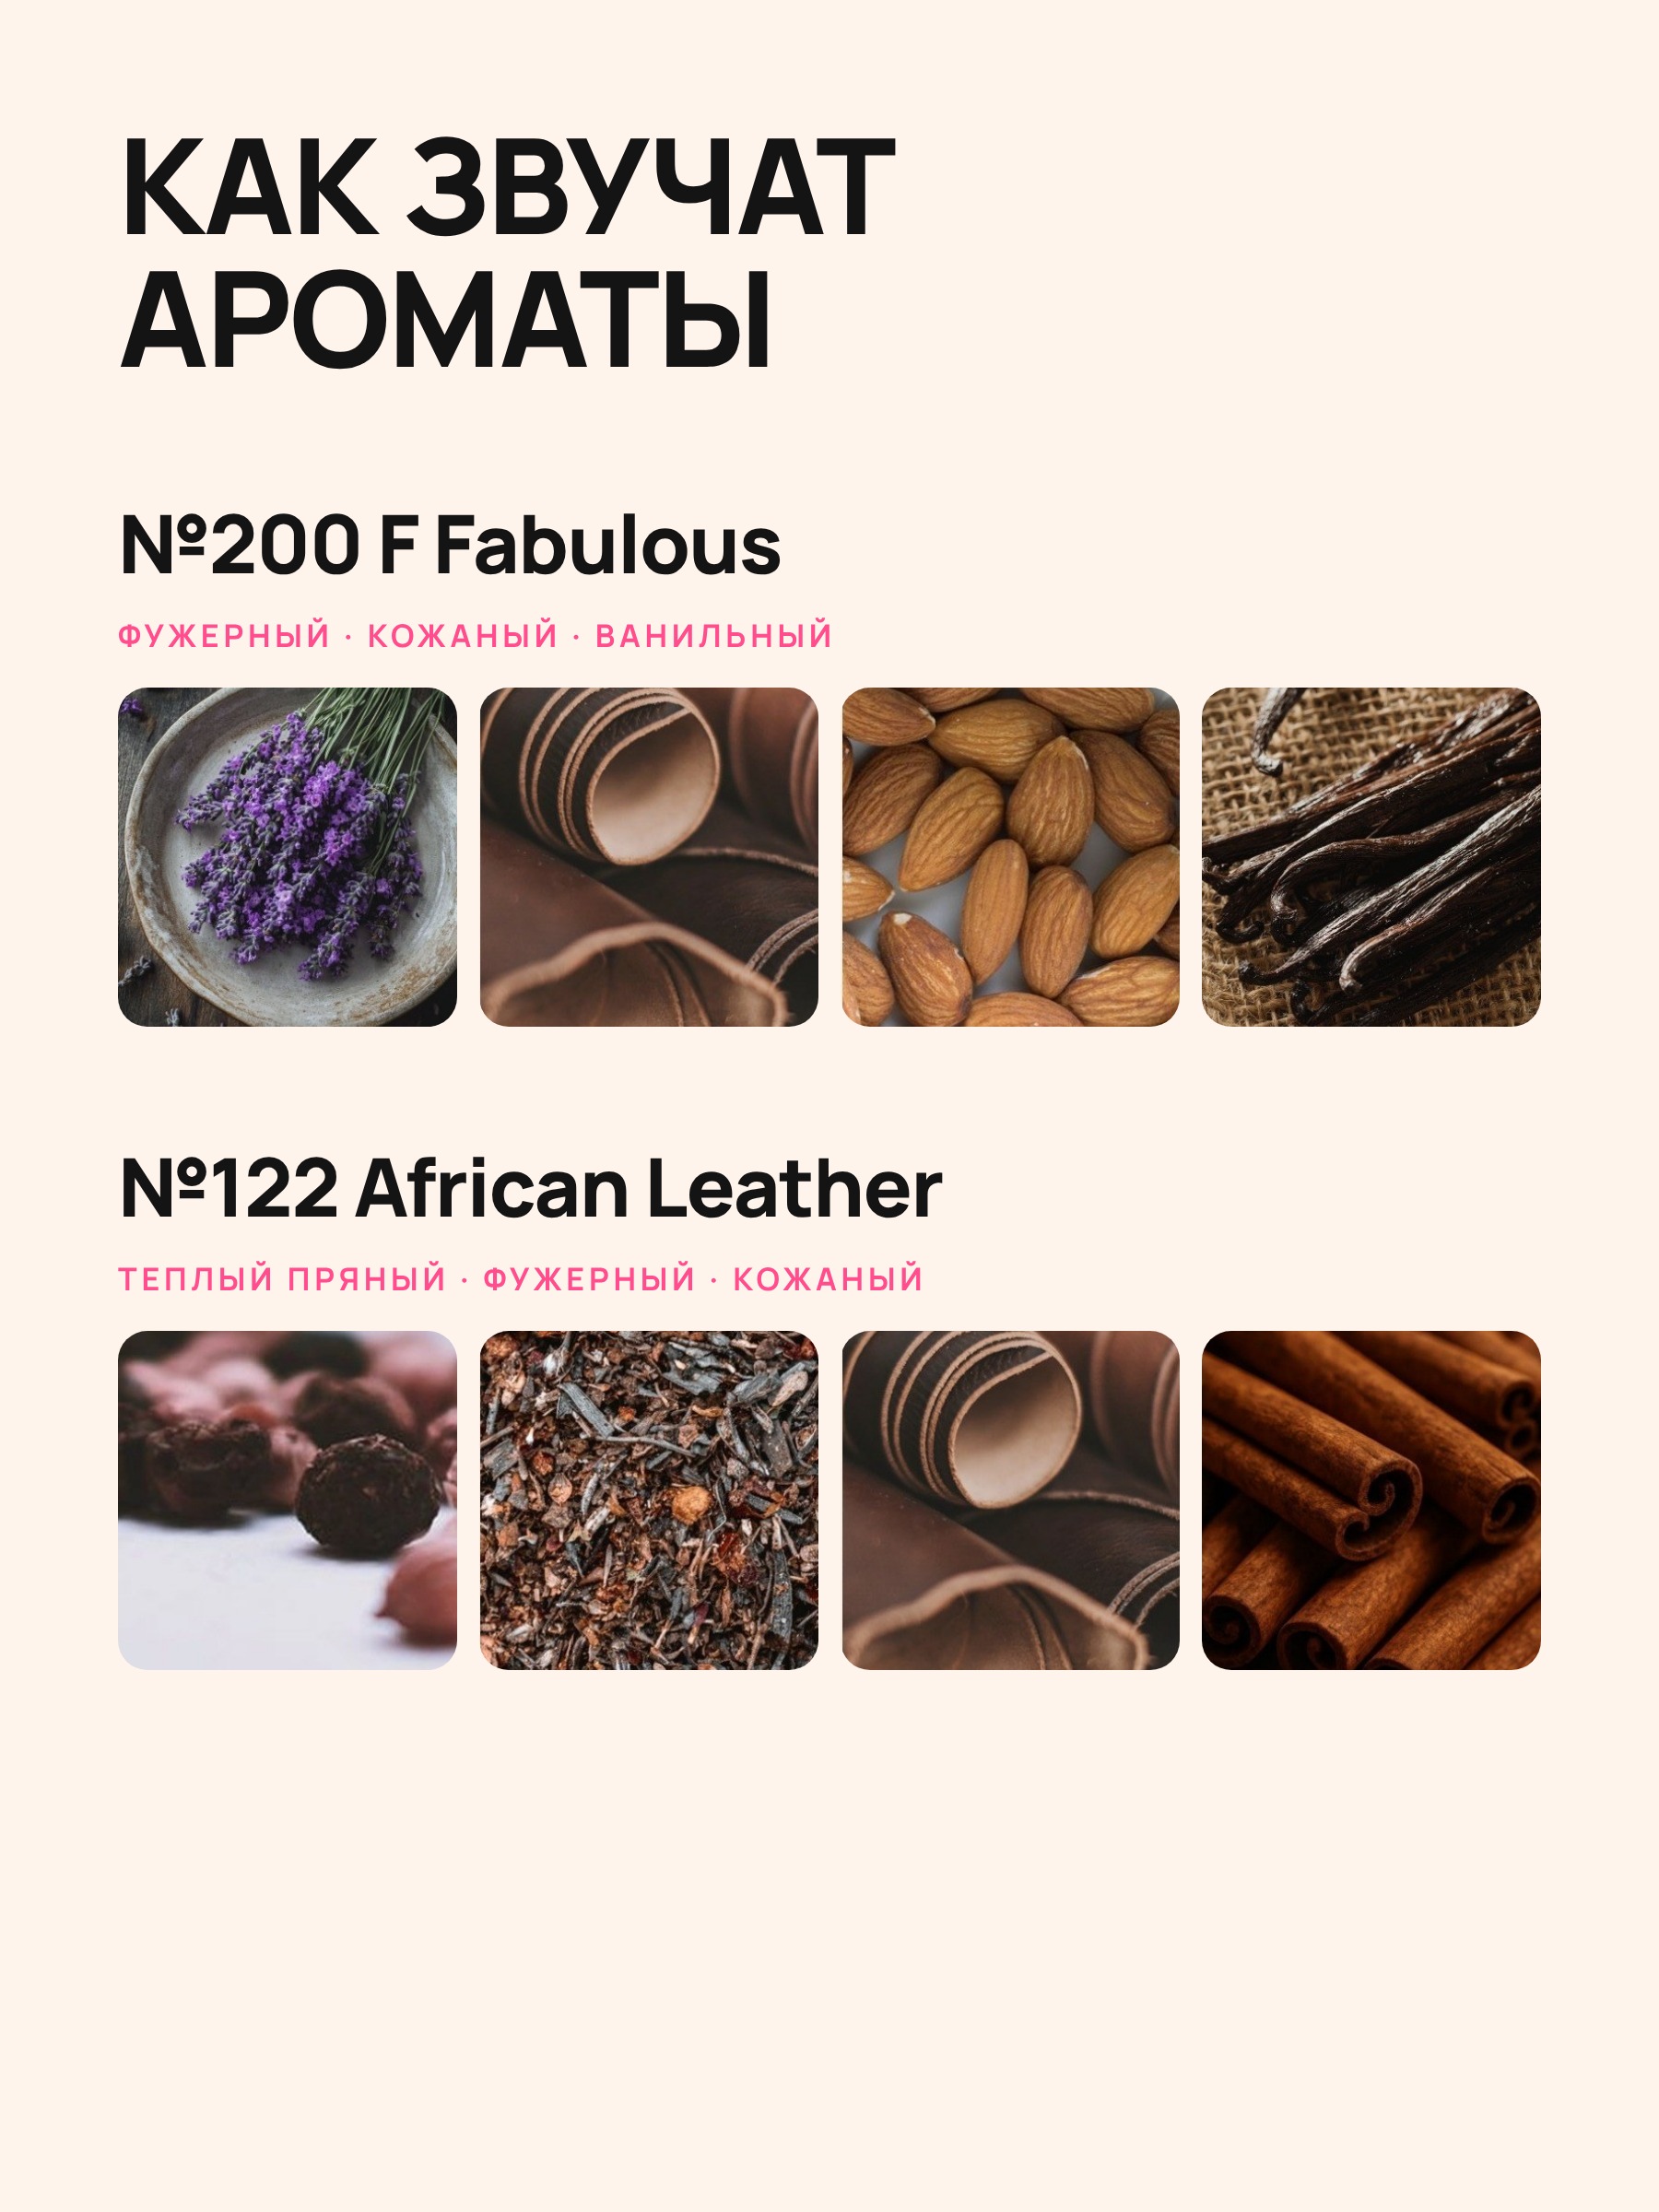 КАК ЗВУЧАТ
АРОМАТЫ
№200 F Fabulous
ФУЖЕРНЫЙ · КОЖАНЫЙ · ВАНИЛЬНЫЙ
№122 African Leather
ТЕПЛЫЙ ПРЯНЫЙ · ФУЖЕРНЫЙ · КОЖАНЫЙ